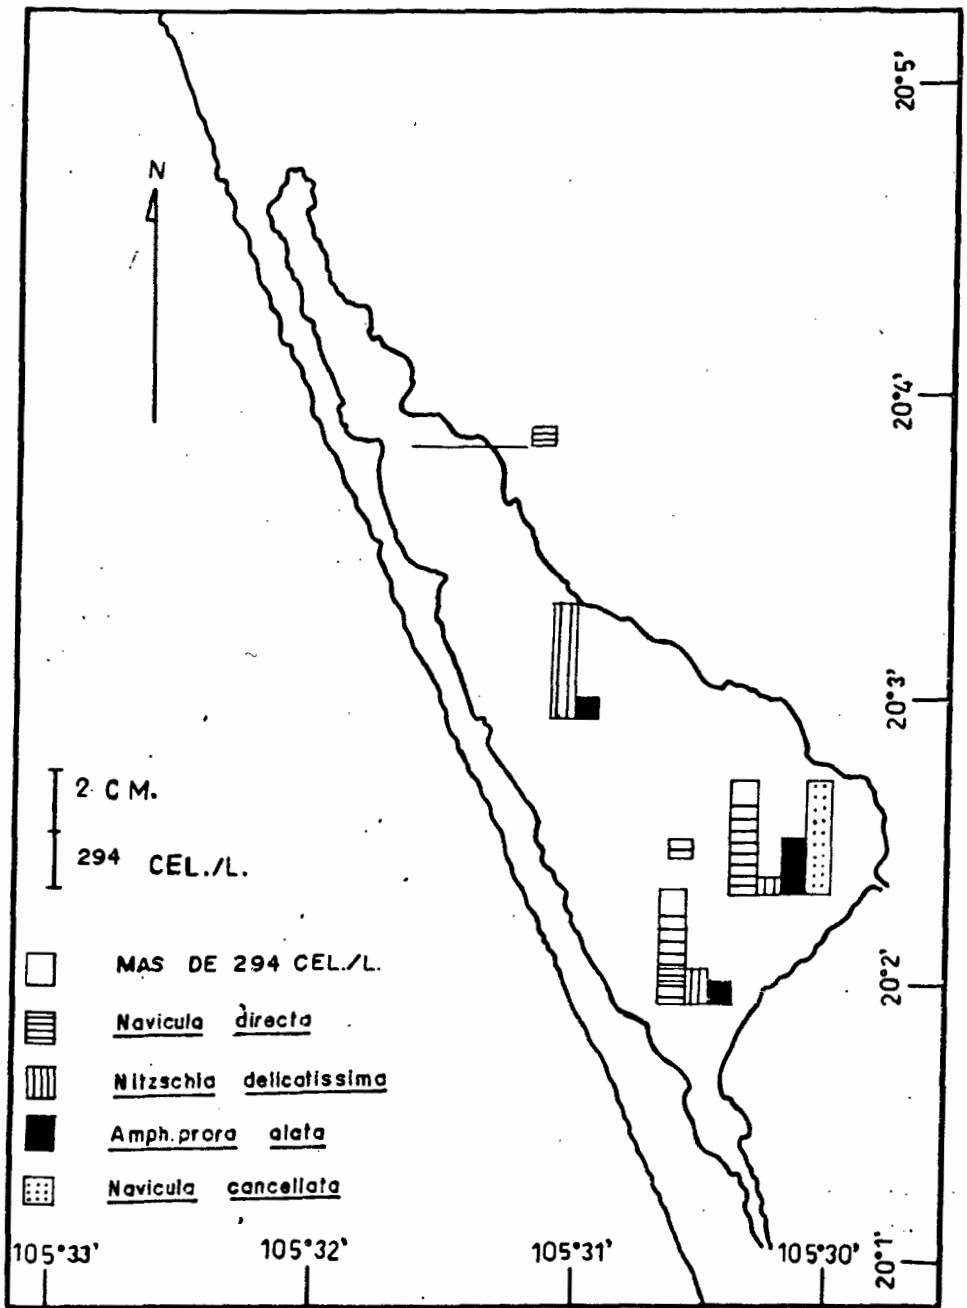 20°5'
N
20°4'
20°3'
2 CM.
294 CEL./L.
MAS DE 294 CEL./L.
20°2'
Navicula directa
Nitzschia delicatissima
Amph.prora alata
Navicula cancellata
105°33' 105°32' 105°31' 105°30' 20°1'